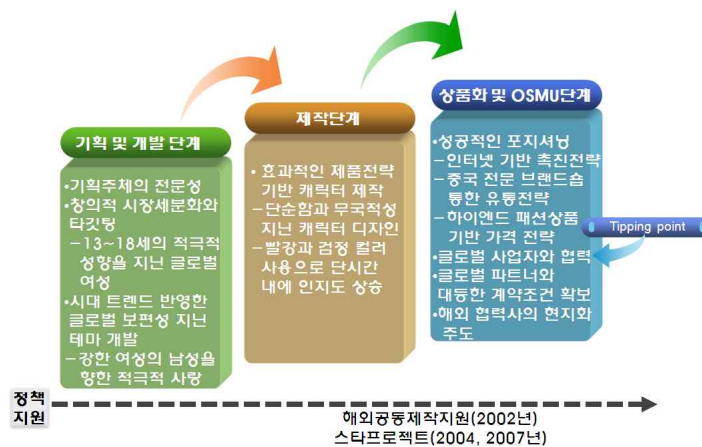 기획 및 개발 단계
•기획주체의 전문성
•창의적 시장세분화와
타깃팅
–13~18세의 적극적
성향을 지닌 글로벌
여성
•시대 트렌드 반영한
글로벌 보편성 지닌
테마 개발
–강한 여성의 남성을
향한 적극적 사랑
제작단계
• 효과적인 제품전략
기반 캐릭터 제작
–단순함과 무국적성
지닌 캐릭터 디자인
–빨강과 검정 컬러
사용으로 단시간
내에 인지도 상승
상품화 및 OSMU단계
•성공적인 포지셔닝
–인터넷 기반 촉진전략
–중국 전문 브랜드숍
통한 유통전략
–하이엔드 패션상품
기반 가격 전략
•글로벌 사업자와 협력
•글로벌 파트너와
대등한 계약조건 확보
•해외 협력사의 현지화
주도
Tipping point
정책
지원
해외공동제작지원(2002년)
스타프로젝트(2004, 2007년)